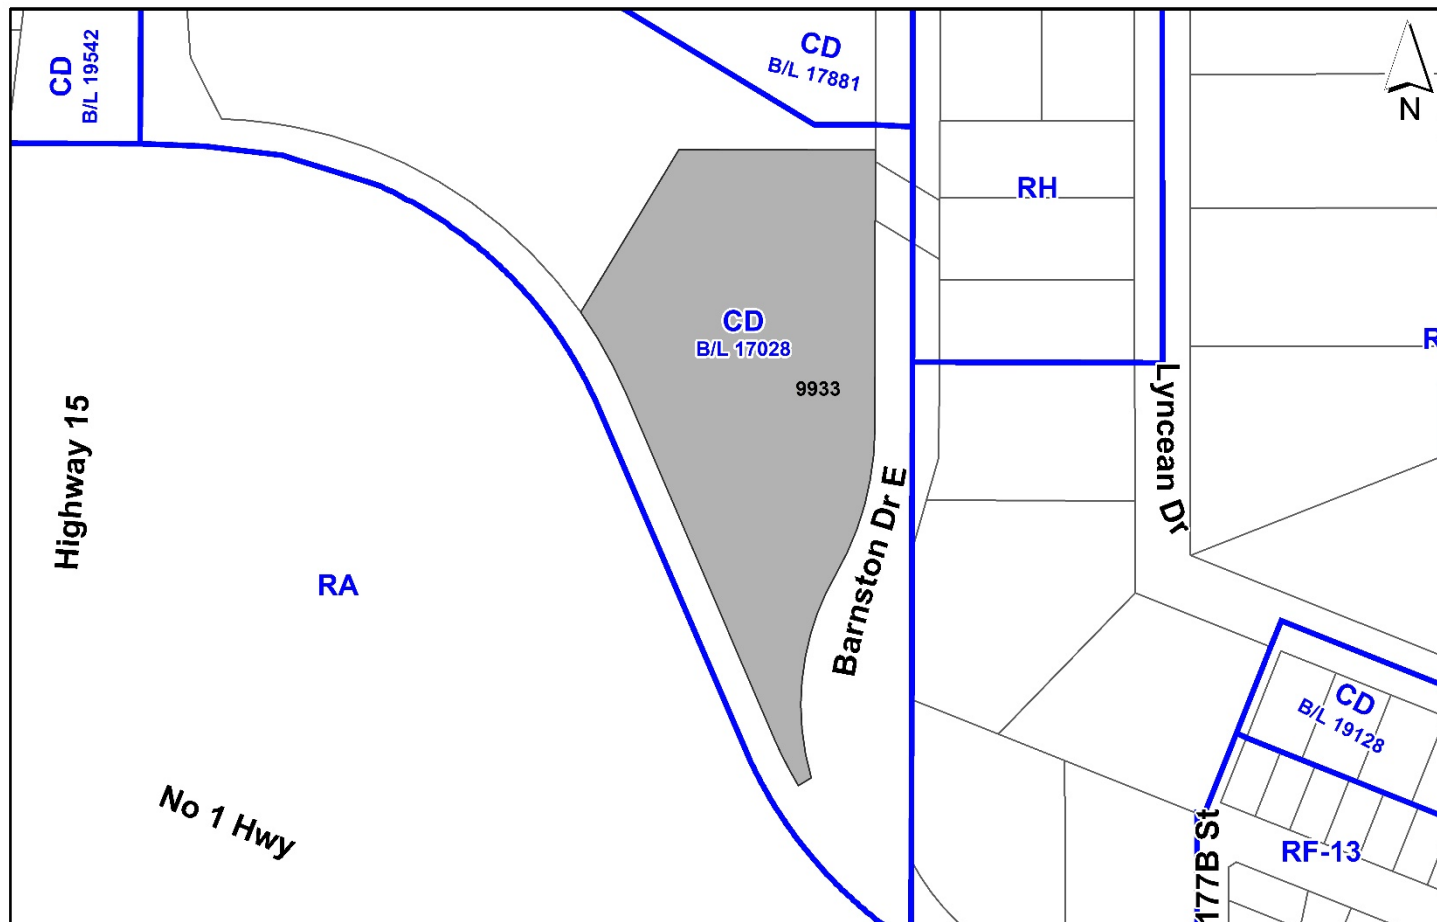 CD
B/L 19542
CD
B/L 17881
N
RH
CD
B/L 17028
9933
R
Highway 15
Lyncean Dr
Barnston Dr E
RA
CD
B/L 19128
No 1 Hwy
177B St
RF-13